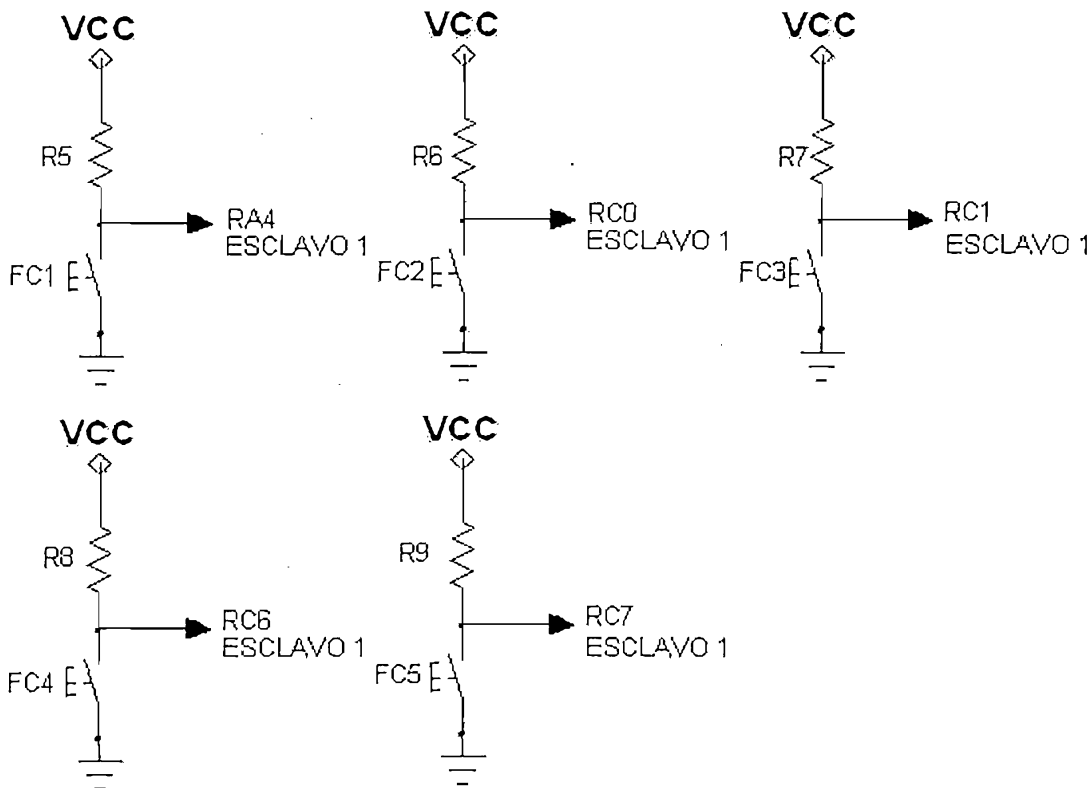 VCC
VCC
VCC
R5
R6
R7
RA4
ESCLAVO 1
RC0
ESCLAVO 1
RC1
ESCLAVO 1
FC1
FC2
FC3
VCC
VCC
R8
R9
RC6
ESCLAVO 1
RC7
ESCLAVO 1
FC4
FC5